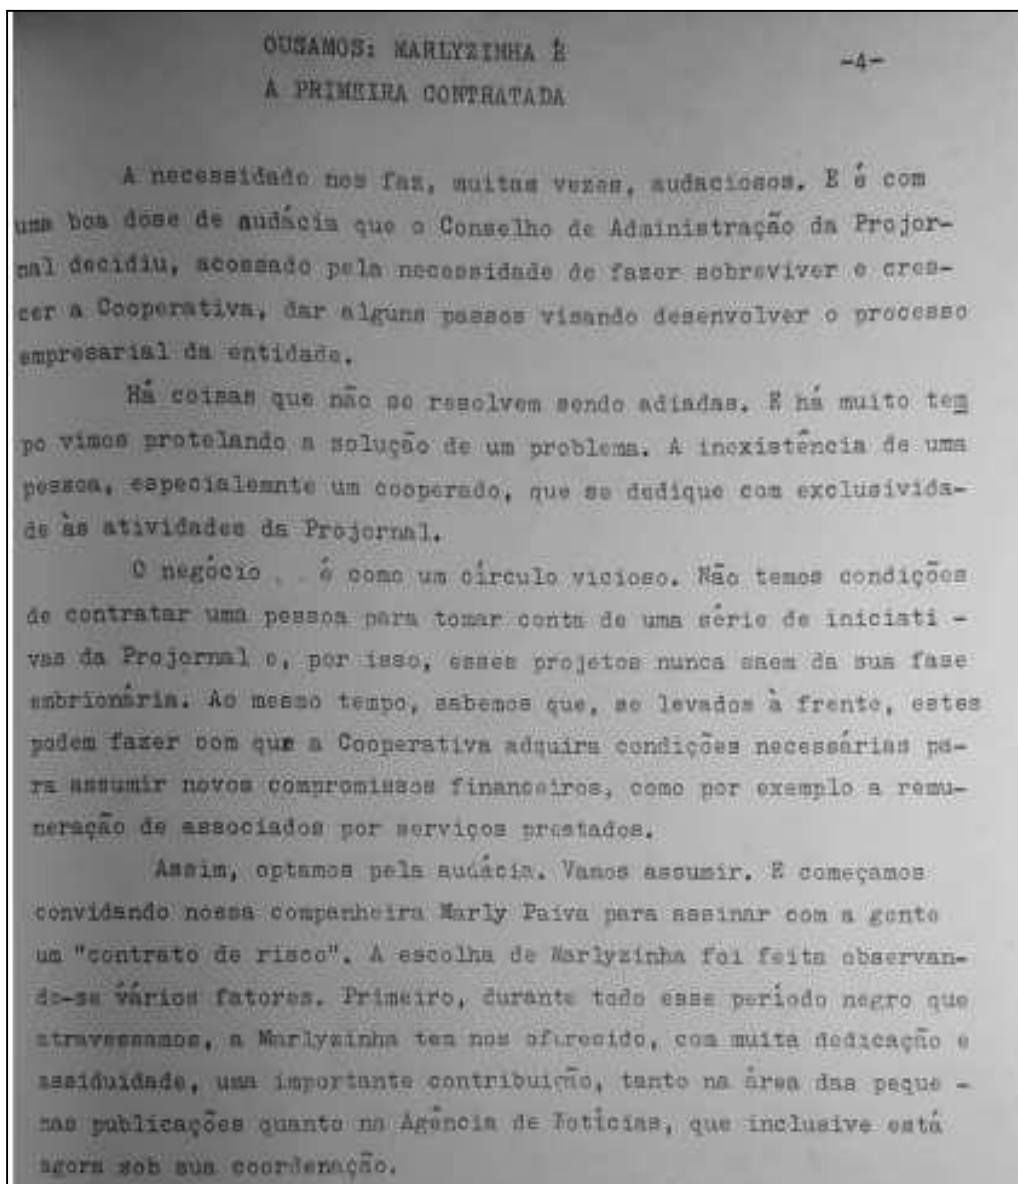 OUSAMOS: MARLYZINHA É
-4-
A PRIMEIRA CONTRATADA
A necessidade nos faz, muitas vezes, audaciosos. E é com
uma boa dose de audácia que o Conselho de Administração da Projor-
nal decidiu, acossado pela necessidade de fazer sobreviver e cres-
cer a Cooperativa, dar alguns passos visando desenvolver o processo
empresarial da entidade.
Há coisas que não se resolvem sendo adiadas. E há muito tem
po vimos protelando a solução de um problema. A inexistência de uma
pessoa, especialemnte um cooperado, que se dedique com exclusivida-
de às atividades da Projornal.
O negócio é como um círculo vicioso. Não temos condições
de contratar uma pessoa para tomar conta de uma série de iniciati -
vas da Projornal e, por isso, esses projetos nunca saem da sua fase
embrionária. Ao mesmo tempo, sabemos que, se levados à frente, estes
podem fazer com que a Cooperativa adquira condições necessárias pa-
ra assumir novos compromissos financeiros, como por exemplo a remu-
neração de associados por serviços prestados.
Assim, optamos pela audácia. Vamos assumir. E começamos
convidando nossa companheira Marly Paiva para assinar com a gente
um "contrato de risco". A escolha de Marlyzinha foi feita observan-
do-se vários fatores. Primeiro, durante todo esse período negro que
atravessamos, a Marlyzinha tem nos oferecido, com muita dedicação e
assiduidade, uma importante contribuição, tanto na área das peque -
nas publicações quanto na Agência de Notícias, que inclusive está
agora sob sua coordenação.